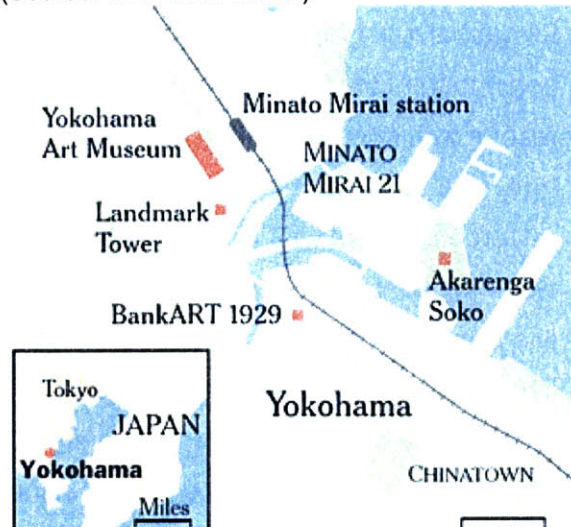 Minato Mirai station
Yokohama
Art Museum
MINATO
MIRAI 21
Landmark
Tower
Akarenga
Soko
BankART 1929
Yokohama
Tokyo
JAPAN
Yokohama
CHINATOWN
Miles